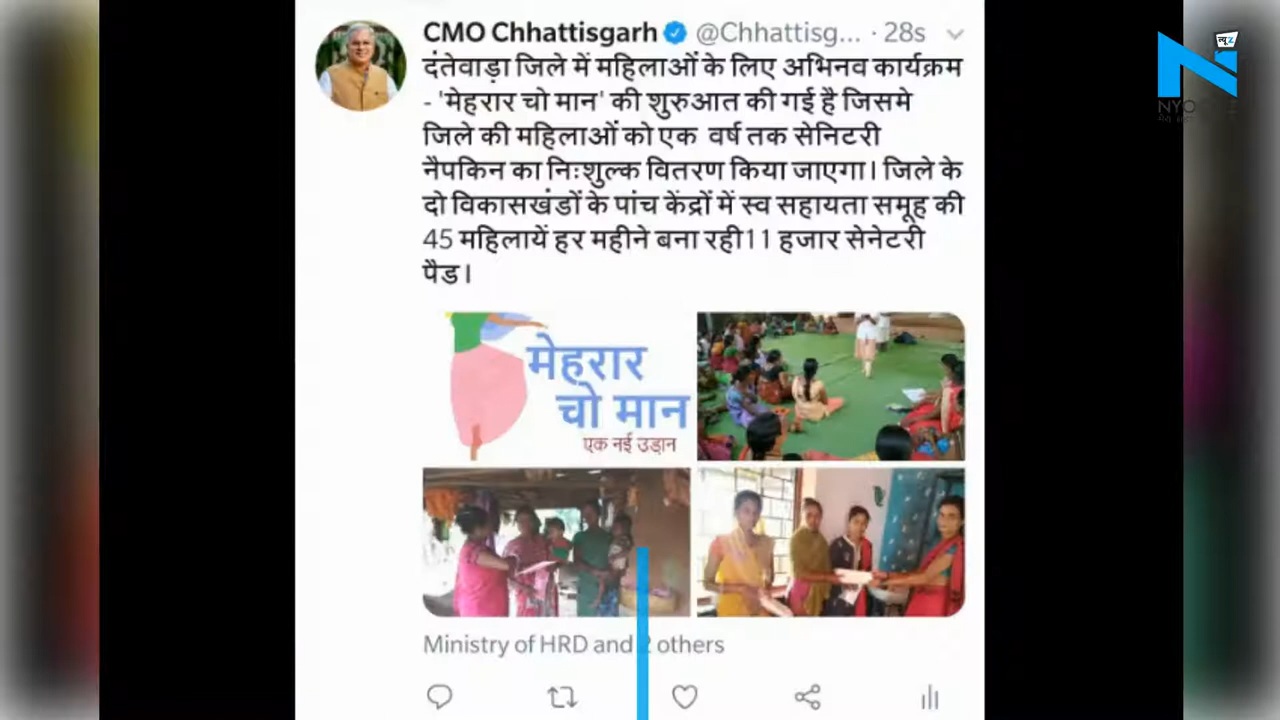 CMO Chhattisgarh @Chhattisg... · 28s
दंतेवाड़ा जिले में महिलाओं के लिए अभिनव कार्यक्रम
- 'मेहरार चो मान' की शुरुआत की गई है जिसमे
जिले की महिलाओं को एक वर्ष तक सेनिटरी
नैपकिन का निःशुल्क वितरण किया जाएगा। जिले के
दो विकासखंडों के पांच केंद्रों में स्व सहायता समूह की
45 महिलायें हर महीने बना रही11 हजार सेनेटरी
पैड।
मेहरार
चो मान
एक नई उड़ान
Ministry of HRD and 2 others
न्यूज़
NYO